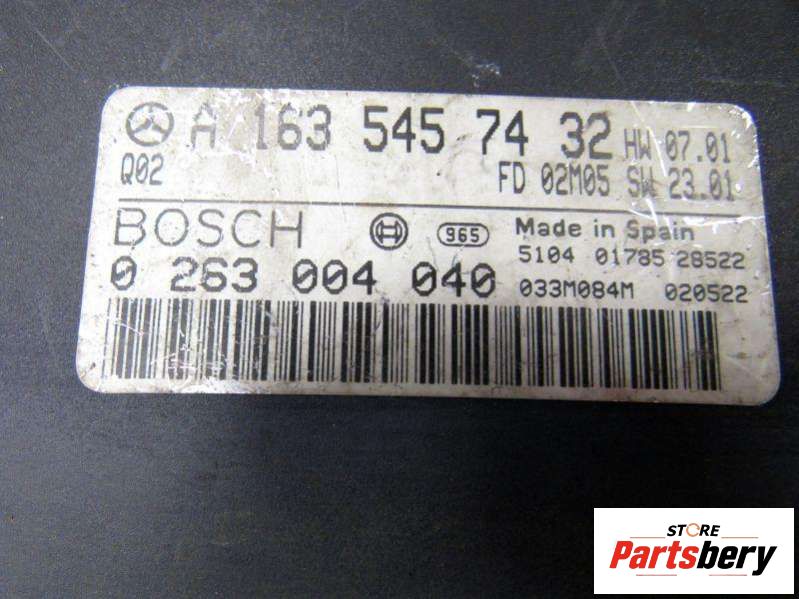 A 163 545 74 32 HW 07.01
Q02 FD 02M05 SW 23.01
BOSCH 965 Made in Spain
5104 01785 28522
0 263 004 040 033M084M 020522
STORE
Partsbery